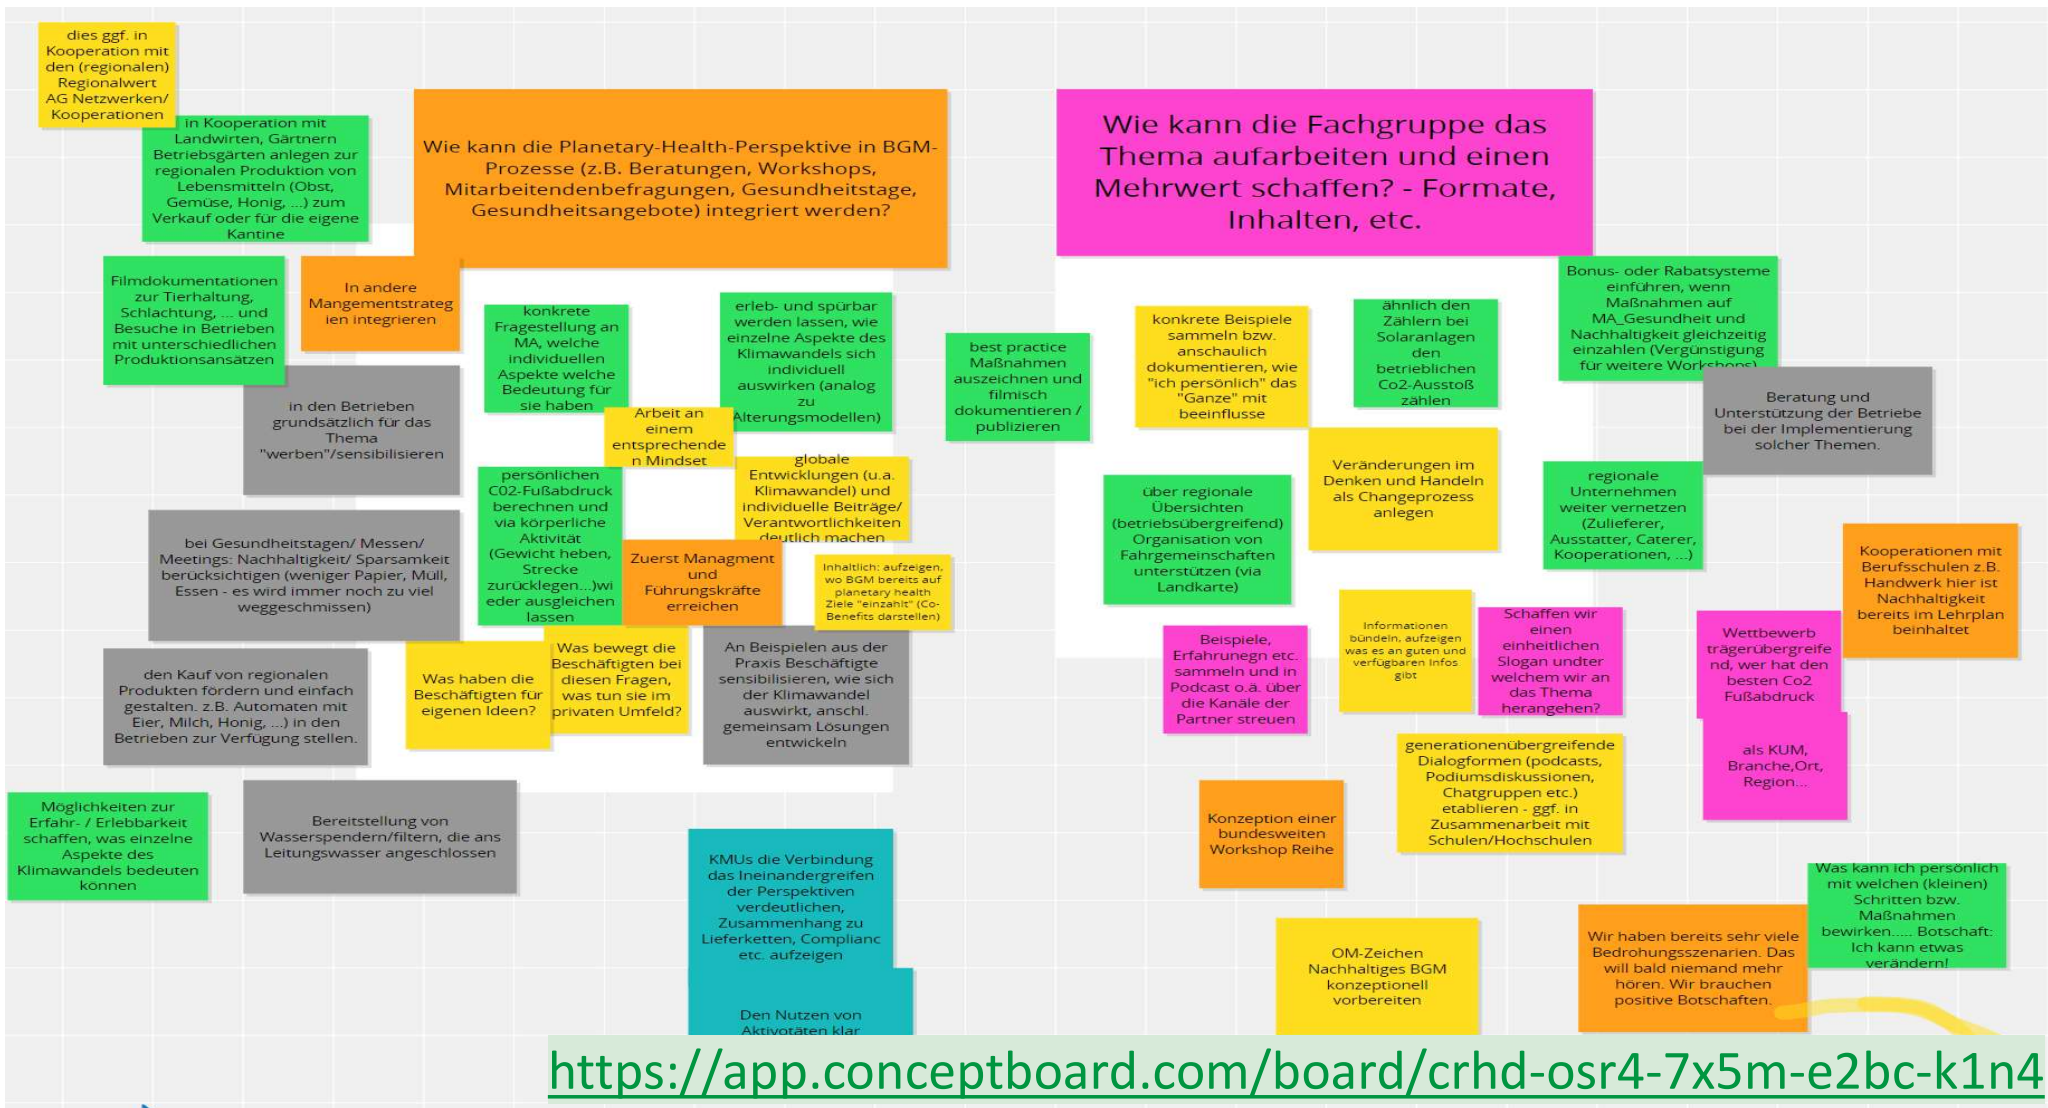 dies ggf. in
Kooperation mit
den (regionalen)
Regionalwert
AG Netzwerken/
Kooperationen
in Kooperation mit
Landwirten, Gärtnern
Betriebsgärten anlegen zur
regionalen Produktion von
Lebensmitteln (Obst,
Gemüse, Honig, ...) zum
Verkauf oder für die eigene
Kantine
Wie kann die Planetary-Health-Perspektive in BGM-
Prozesse (z.B. Beratungen, Workshops,
Mitarbeitendenbefragungen, Gesundheitstage,
Gesundheitsangebote) integriert werden?
Filmdokumentationen
zur Tierhaltung,
Schlachtung, ... und
Besuche in Betrieben
mit unterschiedlichen
Produktionsansätzen
In andere
Mangementstrateg
ien integrieren
konkrete
Fragestellung an
MA, welche
individuellen
Aspekte welche
Bedeutung für
sie haben
erleb- und spürbar
werden lassen, wie
einzelne Aspekte des
Klimawandels sich
individuell
auswirken (analog
zu
Alterungsmodellen)
in den Betrieben
grundsätzlich für das
Thema
"werben"/sensibilisieren
Arbeit an
einem
entsprechende
n Mindset
persönlichen
C02-Fußabdruck
berechnen und
via körperliche
Aktivität
(Gewicht heben,
Strecke
zurücklegen...)wi
eder ausgleichen
lassen
globale
Entwicklungen (u.a.
Klimawandel) und
individuelle Beiträge/
Verantwortlichkeiten
deutlich machen
bei Gesundheitstagen/ Messen/
Meetings: Nachhaltigkeit/ Sparsamkeit
berücksichtigen (weniger Papier, Müll,
Essen - es wird immer noch zu viel
weggeschmissen)
Zuerst Managment
und
Führungskräfte
erreichen
Inhaltlich: aufzeigen,
wo BGM bereits auf
planetary health
Ziele "einzahlt" (Co-
Benefits darstellen)
den Kauf von regionalen
Produkten fördern und einfach
gestalten. z.B. Automaten mit
Eier, Milch, Honig, ...) in den
Betrieben zur Verfügung stellen.
Was haben die
Beschäftigten für
eigenen Ideen?
Was bewegt die
Beschäftigten bei
diesen Fragen,
was tun sie im
privaten Umfeld?
An Beispielen aus der
Praxis Beschäftigte
sensibilisieren, wie sich
der Klimawandel
auswirkt, anschl.
gemeinsam Lösungen
entwickeln
Möglichkeiten zur
Erfahr- / Erlebbarkeit
schaffen, was einzelne
Aspekte des
Klimawandels bedeuten
können
Bereitstellung von
Wasserspendern/filtern, die ans
Leitungswasser angeschlossen
KMUs die Verbindung
das Ineinandergreifen
der Perspektiven
verdeutlichen,
Zusammenhang zu
Lieferketten, Complianc
etc. aufzeigen
Den Nutzen von
Aktivotäten klar
Wie kann die Fachgruppe das
Thema aufarbeiten und einen
Mehrwert schaffen? - Formate,
Inhalten, etc.
best practice
Maßnahmen
auszeichnen und
filmisch
dokumentieren /
publizieren
konkrete Beispiele
sammeln bzw.
anschaulich
dokumentieren, wie
"ich persönlich" das
"Ganze" mit
beeinflusse
ähnlich den
Zählern bei
Solaranlagen
den
betrieblichen
Co2-Ausstoß
zählen
Bonus- oder Rabatsysteme
einführen, wenn
Maßnahmen auf
MA_Gesundheit und
Nachhaltigkeit gleichzeitig
einzahlen (Vergünstigung
für weitere Workshops)
Beratung und
Unterstützung der Betriebe
bei der Implementierung
solcher Themen.
Veränderungen im
Denken und Handeln
als Changeprozess
anlegen
über regionale
Übersichten
(betriebsübergreifend)
Organisation von
Fahrgemeinschaften
unterstützen (via
Landkarte)
regionale
Unternehmen
weiter vernetzen
(Zulieferer,
Ausstatter, Caterer,
Kooperationen, ...)
Kooperationen mit
Berufsschulen z.B.
Handwerk hier ist
Nachhaltigkeit
bereits im Lehrplan
beinhaltet
Beispiele,
Erfahrunegn etc.
sammeln und in
Podcast o.ä. über
die Kanäle der
Partner streuen
Informationen
bündeln, aufzeigen
was es an guten und
verfügbaren Infos
gibt
Schaffen wir
einen
einheitlichen
Slogan undter
welchem wir an
das Thema
herangehen?
Wettbewerb
trägerübergreife
nd, wer hat den
besten Co2
Fußabdruck
als KUM,
Branche,Ort,
Region...
generationenübergreifende
Dialogformen (podcasts,
Podiumsdiskussionen,
Chatgruppen etc.)
etablieren - ggf. in
Zusammenarbeit mit
Schulen/Hochschulen
Konzeption einer
bundesweiten
Workshop Reihe
OM-Zeichen
Nachhaltiges BGM
konzeptionell
vorbereiten
Wir haben bereits sehr viele
Bedrohungsszenarien. Das
will bald niemand mehr
hören. Wir brauchen
positive Botschaften.
Was kann ich persönlich
mit welchen (kleinen)
Schritten bzw.
Maßnahmen
bewirken..... Botschaft:
Ich kann etwas
verändern!
https://app.conceptboard.com/board/crhd-osr4-7x5m-e2bc-k1n4